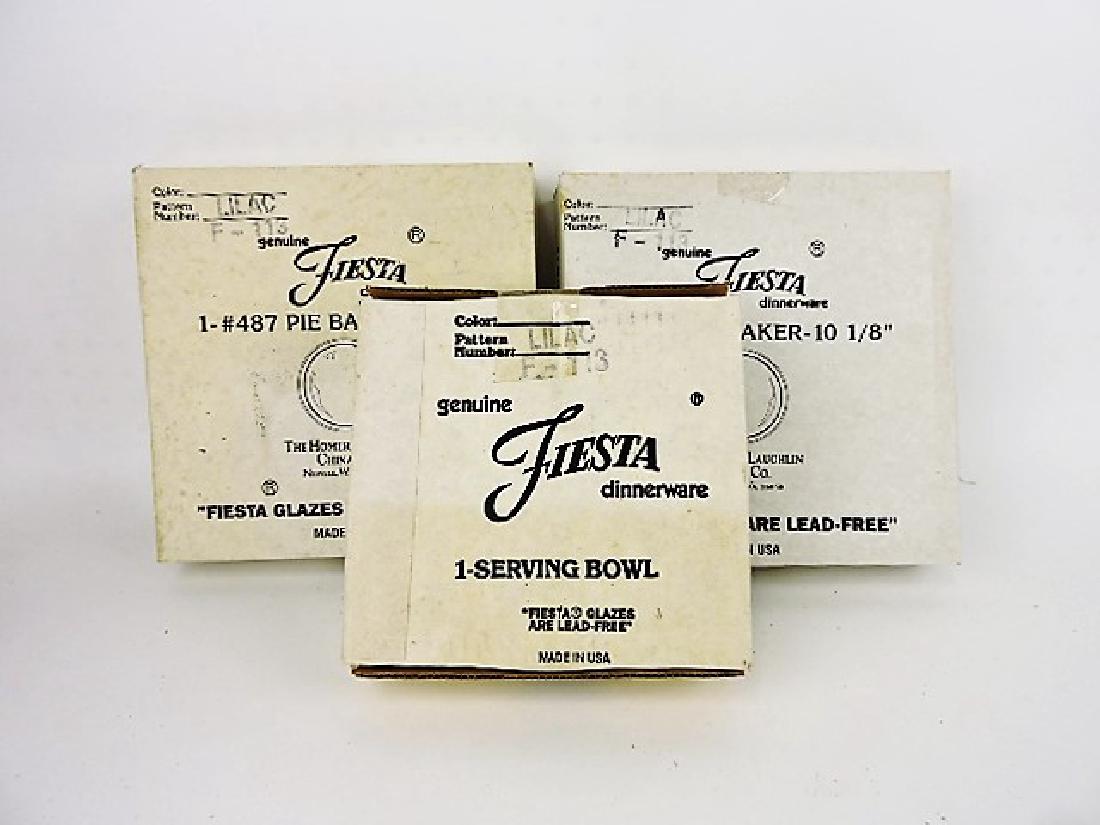 Color:
Pattern LILAC
Number: F-113
genuine ®
FIESTA
1-#487 PIE BA
THE HOMER
CHINA
NEWELL, W.
®
"FIESTA GLAZES
MADE
Color:
Pattern LILAC
Number: F-113
genuine ®
FIESTA
dinnerware
AKER-10 1/8"
LAUGHLIN
CO.
ARE LEAD-FREE"
USA
Color:
Pattern LILAC
Number: F-113
genuine ®
FIESTA
dinnerware
1-SERVING BOWL
"FIESTA® GLAZES
ARE LEAD-FREE"
MADE IN USA